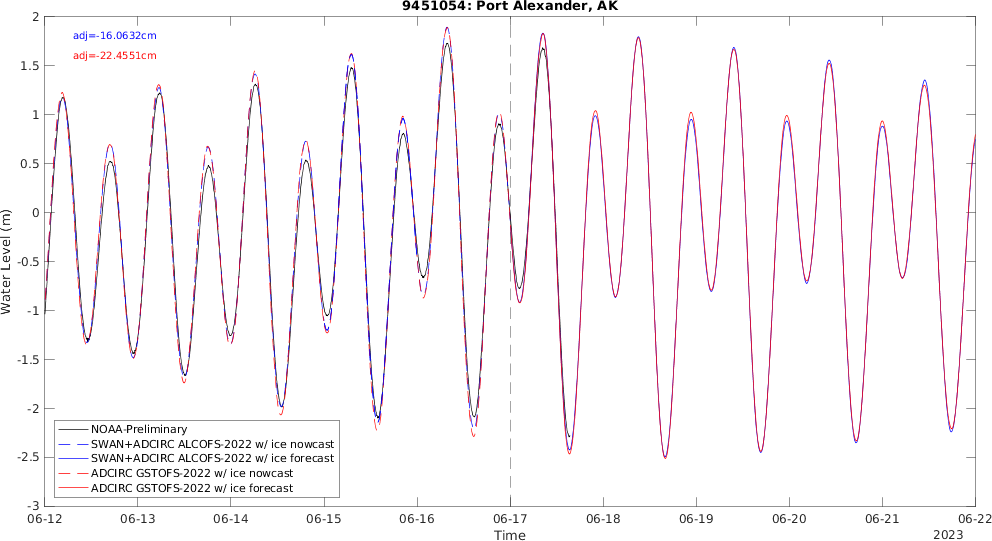 9451054: Port Alexander, AK
adj=-16.0632cm
adj=-22.4551cm
2
1.5
1
0.5
0
-0.5
-1
-1.5
-2
-2.5
-3
Water Level (m)
NOAA-Preliminary
SWAN+ADCIRC ALCOFS-2022 w/ ice nowcast
SWAN+ADCIRC ALCOFS-2022 w/ ice forecast
ADCIRC GSTOFS-2022 w/ ice nowcast
ADCIRC GSTOFS-2022 w/ ice forecast
06-12 06-13 06-14 06-15 06-16 06-17 06-18 06-19 06-20 06-21 06-22
Time
2023